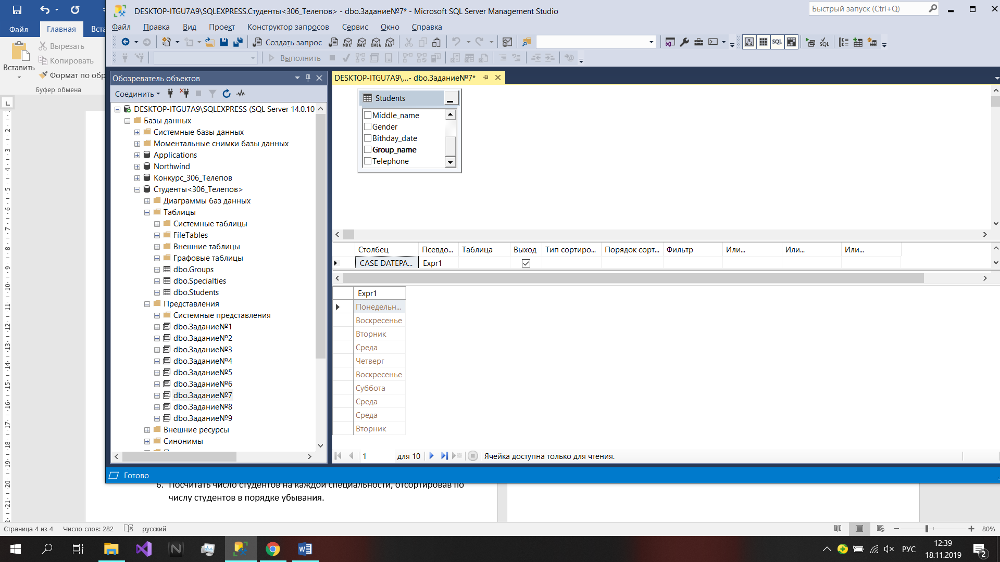 DESKTOP-ITGU7A9\SQLEXPRESS.Студенты<306_Телепов> - dbo.Задание№7* - Microsoft SQL Server Management Studio
Быстрый запуск (Ctrl+Q)
Файл Правка Вид Проект Конструктор запросов Сервис Окно Справка
Создать запрос
MDX DMX XMLA DAX
SQL
SQL
Выполнить
Файл
Главная
Вста
Вставить
Вырезать
Копировать
Формат по обр
Буфер обмена
Обозреватель объектов
Соединить
DESKTOP-ITGU7A9\SQLEXPRESS (SQL Server 14.0.10
Базы данных
Системные базы данных
Моментальные снимки базы данных
Applications
Northwind
Конкурс_306_Телепов
Студенты<306_Телепов>
Диаграммы баз данных
Таблицы
Системные таблицы
FileTables
Внешние таблицы
Графовые таблицы
dbo.Groups
dbo.Specialties
dbo.Students
Представления
Системные представления
dbo.Задание№1
dbo.Задание№2
dbo.Задание№3
dbo.Задание№4
dbo.Задание№5
dbo.Задание№6
dbo.Задание№7
dbo.Задание№8
dbo.Задание№9
Внешние ресурсы
Синонимы
DESKTOP-ITGU7A9\...- dbo.Задание№7*
Students
Middle_name
Gender
Bithday_date
Group_name
Telephone
Столбец Псевдо... Таблица Выход Тип сортиро... Порядок сорт... Фильтр Или... Или... Или...
CASE DATEPA... Expr1
Expr1
Понедельн...
Воскресенье
Вторник
Среда
Четверг
Воскресенье
Суббота
Среда
Среда
Вторник
1 для 10 Ячейка доступна только для чтения.
Готово
6. Посчитать число студентов на каждой специальности, отсортировав по
числу студентов в порядке убывания.
Страница 4 из 4 Число слов: 282 русский
80%
РУС
12:39
18.11.2019
2